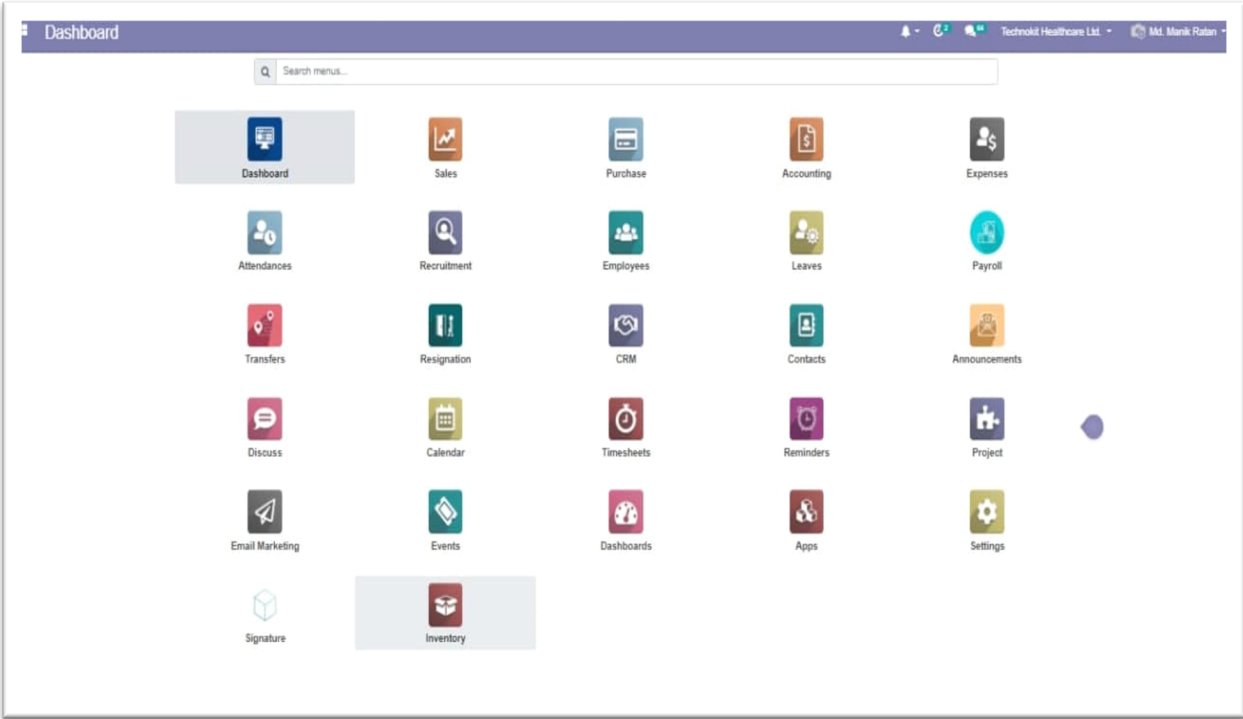 Dashboard
Technokit Healthcare Ltd.
Md. Manik Ratan
Search menus...
Dashboard
Sales
Purchase
Accounting
Expenses
Attendances
Recruitment
Employees
Leaves
Payroll
Transfers
Resignation
CRM
Contacts
Announcements
Discuss
Calendar
Timesheets
Reminders
Project
Email Marketing
Events
Dashboards
Apps
Settings
Signature
Inventory